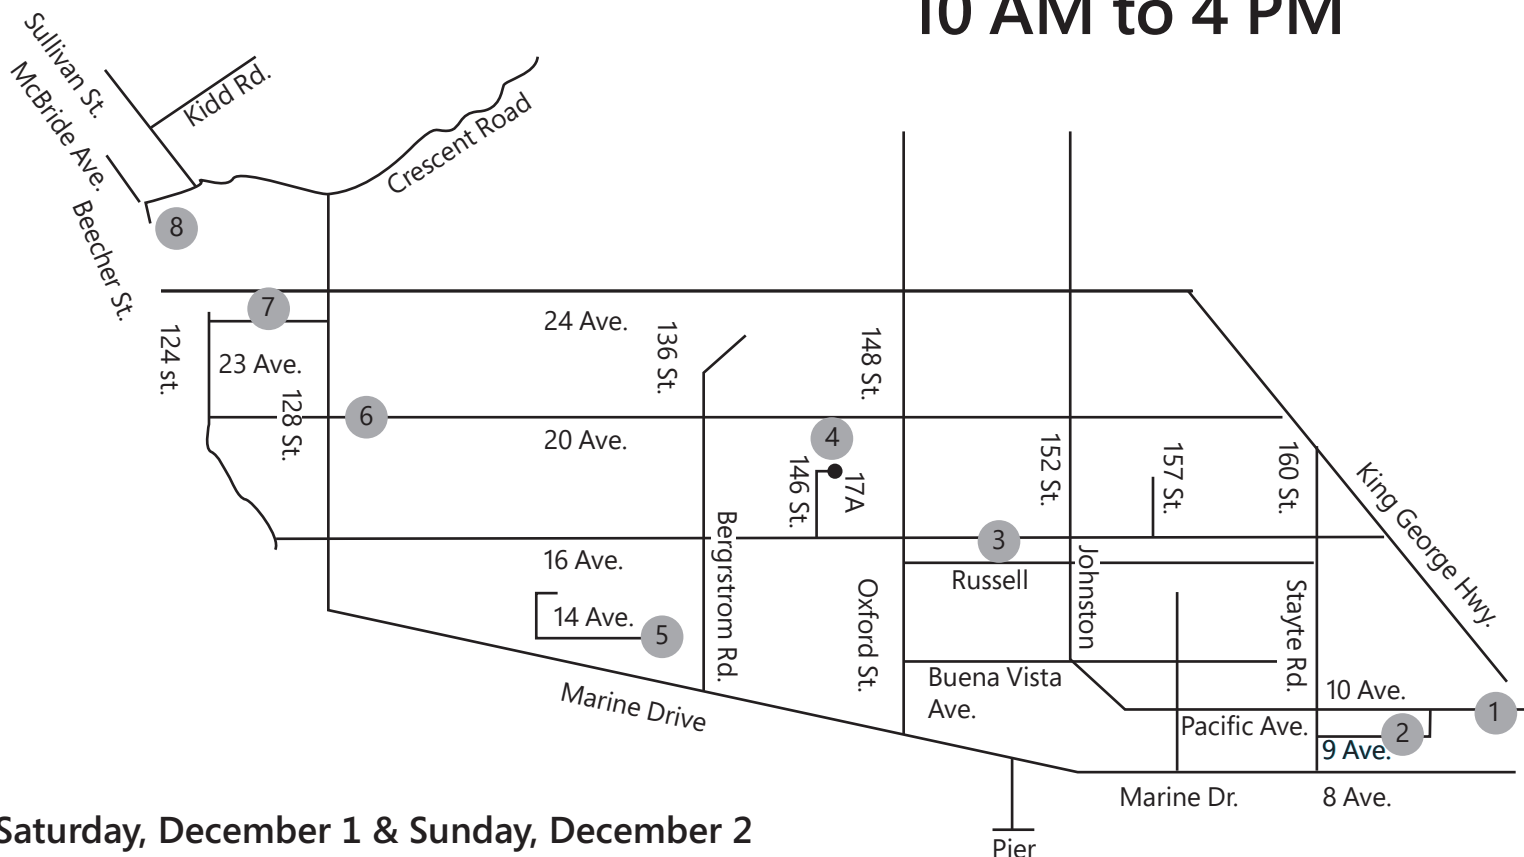 10 AM to 4 PM
Sullivan St.
McBride Ave.
Kidd Rd.
Crescent Road
Beecher St.
8
7
124 st.
23 Ave.
128 St.
24 Ave.
136 St.
148 St.
6
20 Ave.
4
146 St.
17A
152 St.
157 St.
160 St.
King George Hwy.
3
16 Ave.
Bergrstrom Rd.
Russell
Johnston
Oxford St.
Stayte Rd.
14 Ave.
5
Marine Drive
Buena Vista
Ave.
10 Ave.
1
Pacific Ave.
2
9 Ave.
Marine Dr.
8 Ave.
Pier
Saturday, December 1 & Sunday, December 2